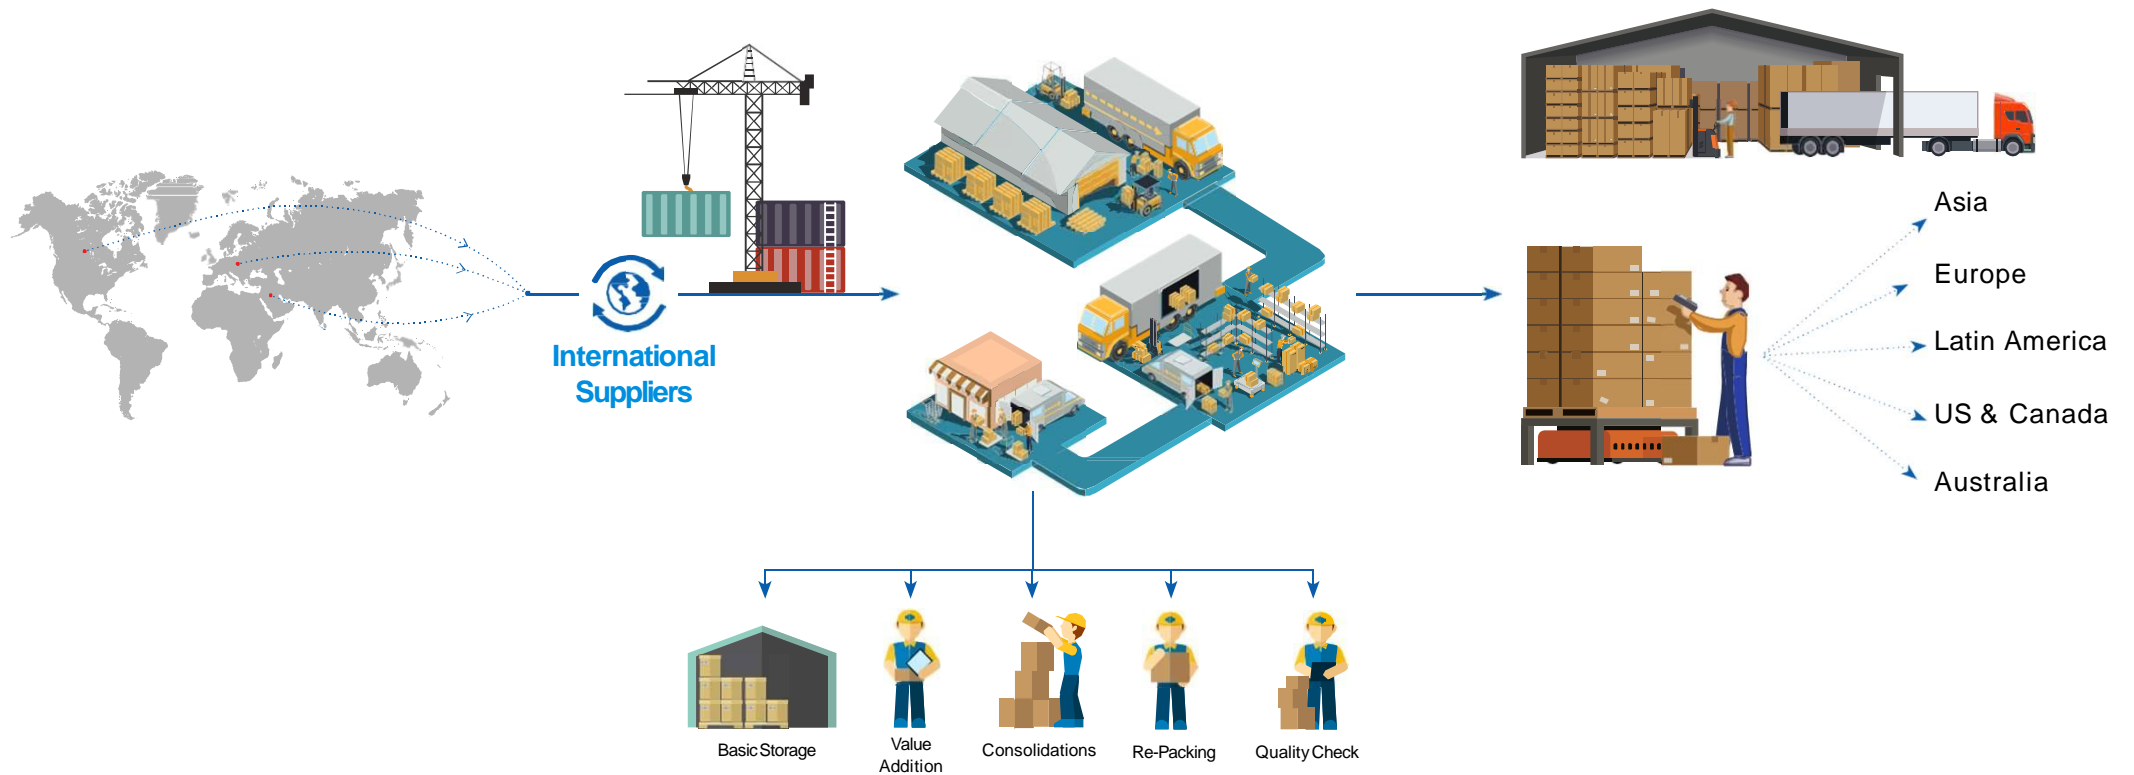 International
Suppliers
Asia
Europe
Latin America
US & Canada
Australia
Basic Storage
Value
Addition
Consolidations
Re-Packing
Quality Check